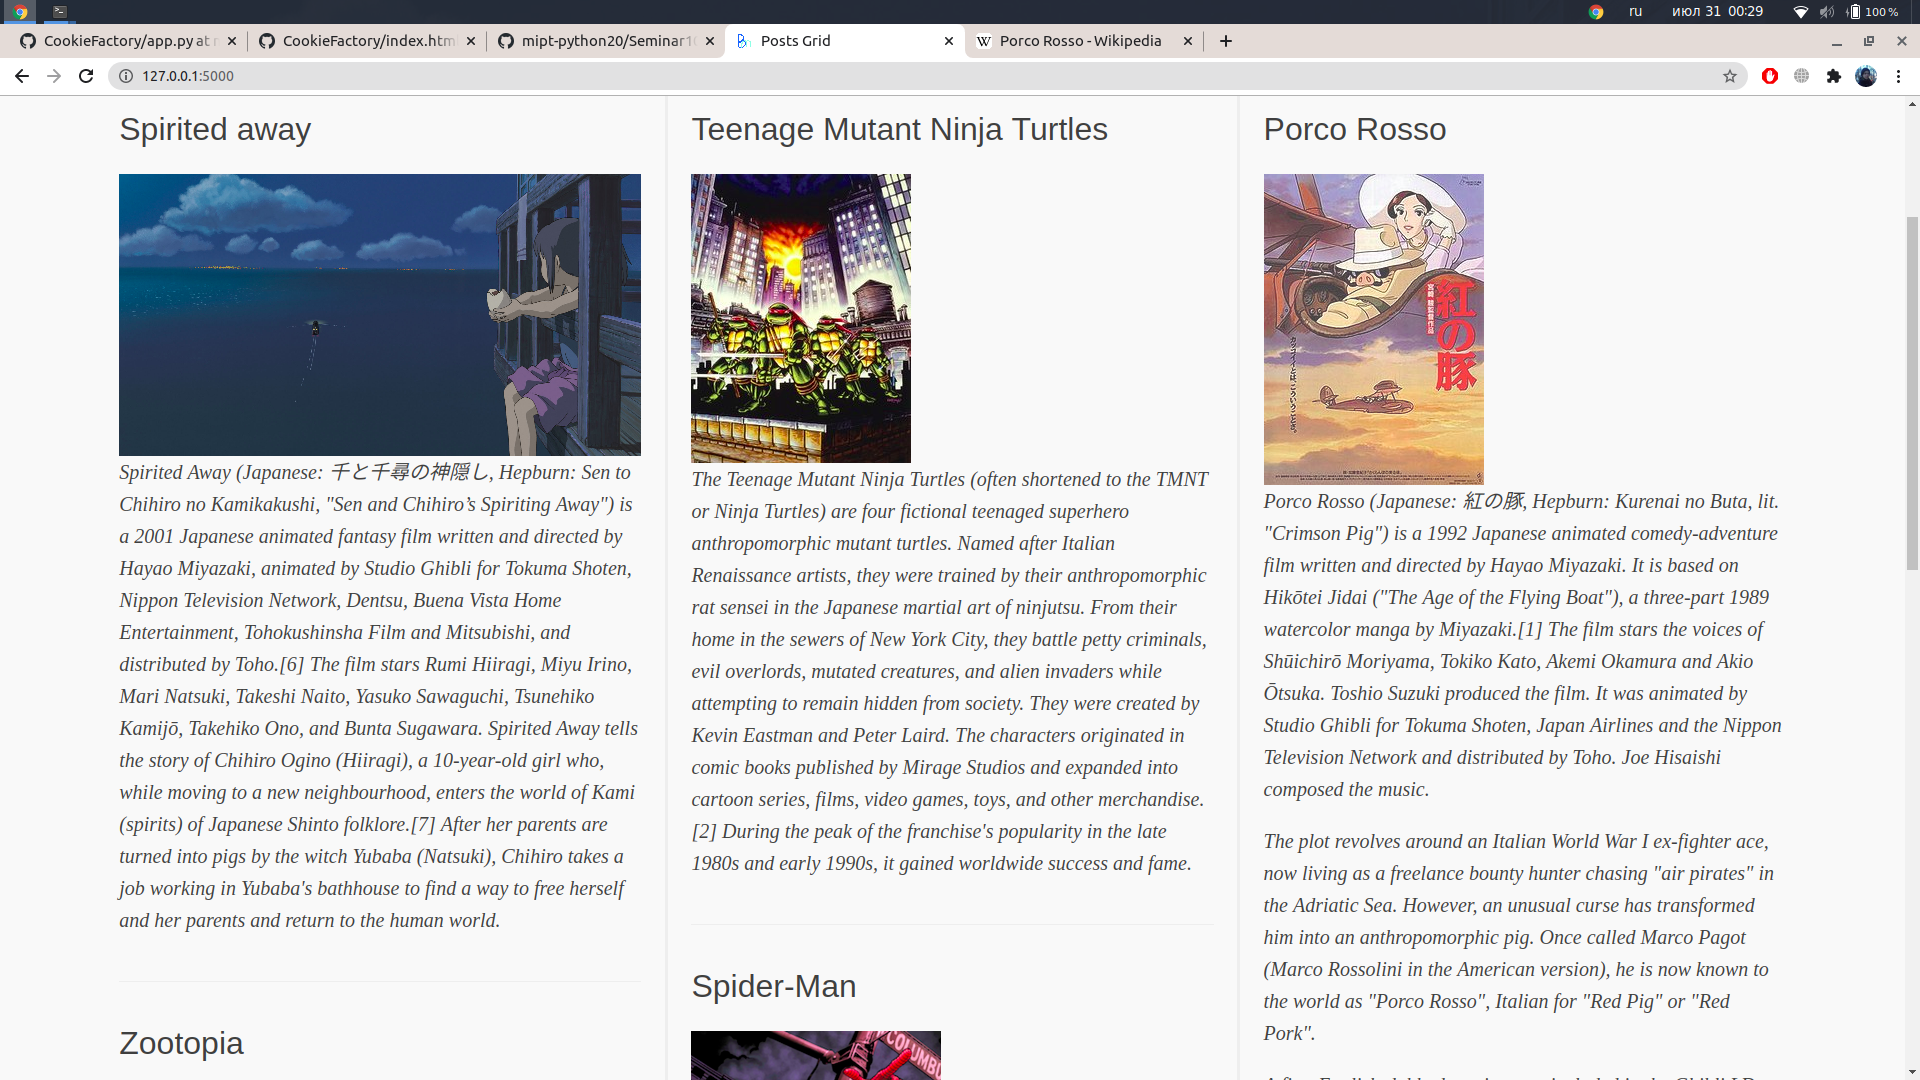 ru
июл 31 00:29
100 %
CookieFactory/app.py at
CookieFactory/index.html
mipt-python20/Seminar1
Posts Grid
Porco Rosso - Wikipedia
127.0.0.1:5000
Spirited away
Spirited Away (Japanese: 千と千尋の神隠し, Hepburn: Sen to
Chihiro no Kamikakushi, "Sen and Chihiro’s Spiriting Away") is
a 2001 Japanese animated fantasy film written and directed by
Hayao Miyazaki, animated by Studio Ghibli for Tokuma Shoten,
Nippon Television Network, Dentsu, Buena Vista Home
Entertainment, Tohokushinsha Film and Mitsubishi, and
distributed by Toho.[6] The film stars Rumi Hiiragi, Miyu Irino,
Mari Natsuki, Takeshi Naito, Yasuko Sawaguchi, Tsunehiko
Kamijō, Takehiko Ono, and Bunta Sugawara. Spirited Away tells
the story of Chihiro Ogino (Hiiragi), a 10-year-old girl who,
while moving to a new neighbourhood, enters the world of Kami
(spirits) of Japanese Shinto folklore.[7] After her parents are
turned into pigs by the witch Yubaba (Natsuki), Chihiro takes a
job working in Yubaba's bathhouse to find a way to free herself
and her parents and return to the human world.
Zootopia
Teenage Mutant Ninja Turtles
The Teenage Mutant Ninja Turtles (often shortened to the TMNT
or Ninja Turtles) are four fictional teenaged superhero
anthropomorphic mutant turtles. Named after Italian
Renaissance artists, they were trained by their anthropomorphic
rat sensei in the Japanese martial art of ninjutsu. From their
home in the sewers of New York City, they battle petty criminals,
evil overlords, mutated creatures, and alien invaders while
attempting to remain hidden from society. They were created by
Kevin Eastman and Peter Laird. The characters originated in
comic books published by Mirage Studios and expanded into
cartoon series, films, video games, toys, and other merchandise.
[2] During the peak of the franchise's popularity in the late
1980s and early 1990s, it gained worldwide success and fame.
Spider-Man
COLUMB
Porco Rosso
紅の豚
宮崎駿監督作品
カッコイイとは、こういうことさ。
Porco Rosso (Japanese: 紅の豚, Hepburn: Kurenai no Buta, lit.
"Crimson Pig") is a 1992 Japanese animated comedy-adventure
film written and directed by Hayao Miyazaki. It is based on
Hikōtei Jidai ("The Age of the Flying Boat"), a three-part 1989
watercolor manga by Miyazaki.[1] The film stars the voices of
Shūichirō Moriyama, Tokiko Kato, Akemi Okamura and Akio
Ōtsuka. Toshio Suzuki produced the film. It was animated by
Studio Ghibli for Tokuma Shoten, Japan Airlines and the Nippon
Television Network and distributed by Toho. Joe Hisaishi
composed the music.
The plot revolves around an Italian World War I ex-fighter ace,
now living as a freelance bounty hunter chasing "air pirates" in
the Adriatic Sea. However, an unusual curse has transformed
him into an anthropomorphic pig. Once called Marco Pagot
(Marco Rossolini in the American version), he is now known to
the world as "Porco Rosso", Italian for "Red Pig" or "Red
Pork".